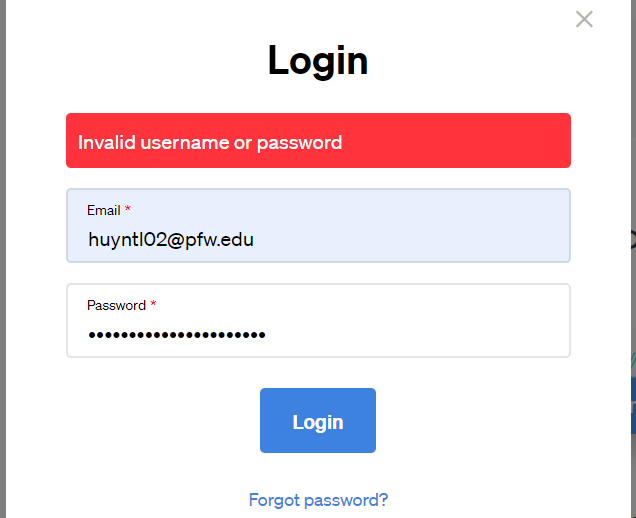 Login
Invalid username or password
Email *
huyntl02@pfw.edu
Password *
••••••••••••••••••••••
Login
Forgot password?